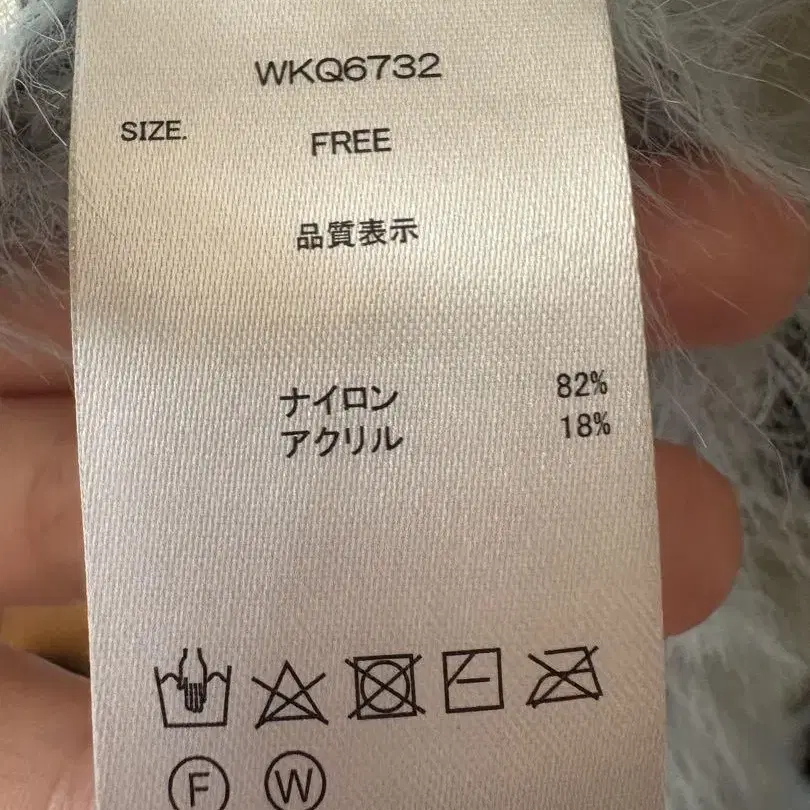 WKQ6732
SIZE. FREE
品質表示
ナイロン 82%
アクリル 18%
F W